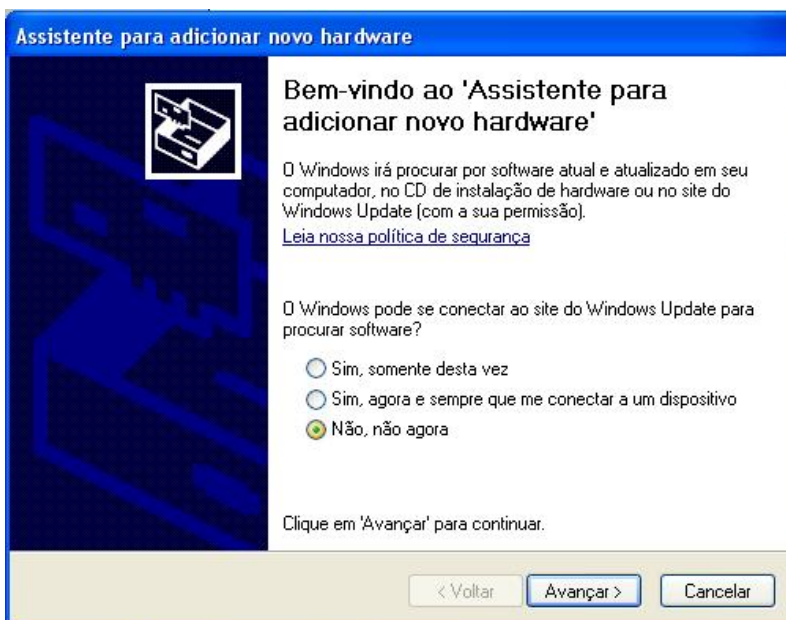 Assistente para adicionar novo hardware
Bem-vindo ao 'Assistente para
adicionar novo hardware'
O Windows irá procurar por software atual e atualizado em seu
computador, no CD de instalação de hardware ou no site do
Windows Update (com a sua permissão).
Leia nossa política de segurança
O Windows pode se conectar ao site do Windows Update para
procurar software?
Sim, somente desta vez
Sim, agora e sempre que me conectar a um dispositivo
Não, não agora
Clique em 'Avançar' para continuar.
< Voltar
Avançar >
Cancelar